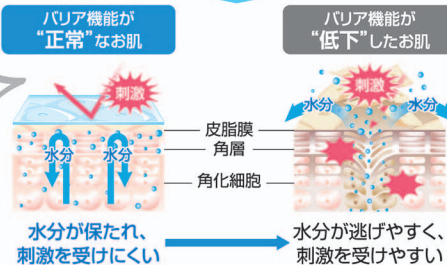 バリア機能が
“正常”なお肌
バリア機能が
“低下”したお肌
刺激
水分
水分
刺激
水分
水分
皮脂膜
角層
角化細胞
水分が保たれ、
刺激を受けにくい
水分が逃げやすく、
刺激を受けやすい